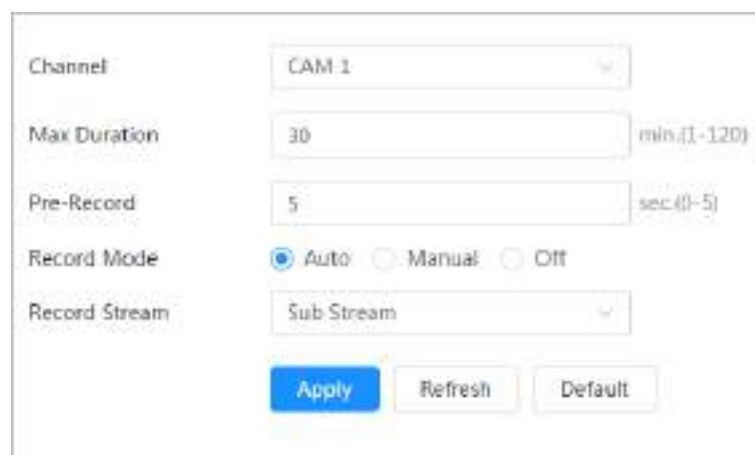 Channel CAM 1
Max Duration 30 min.(1-120)
Pre-Record 5 sec.(0-5)
Record Mode Auto Manual Off
Record Stream Sub Stream
Apply Refresh Default